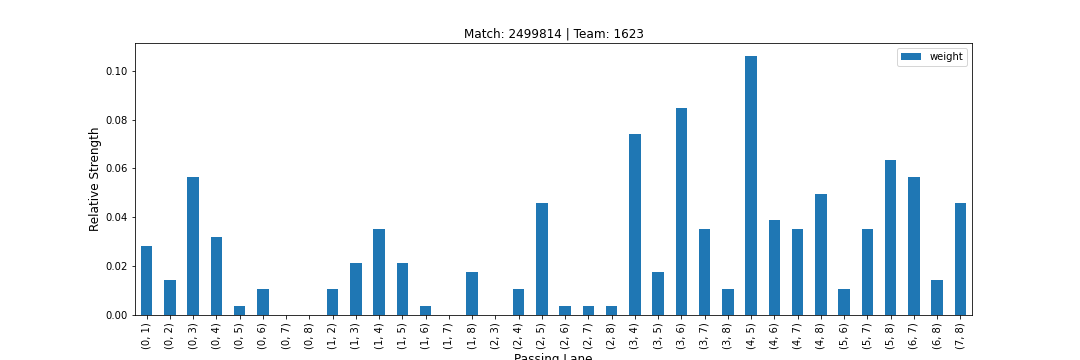 Match: 2499814 | Team: 1623
weight
Relative Strength
0.10
0.08
0.06
0.04
0.02
0.00
(0, 1) (0, 2) (0, 3) (0, 4) (0, 5) (0, 6) (0, 7) (0, 8) (1, 2) (1, 3) (1, 4) (1, 5) (1, 6) (1, 7) (1, 8) (2, 3) (2, 4) (2, 5) (2, 6) (2, 7) (2, 8) (3, 4) (3, 5) (3, 6) (3, 7) (3, 8) (4, 5) (4, 6) (4, 7) (4, 8) (5, 6) (5, 7) (5, 8) (6, 7) (6, 8) (7, 8)
Passing Lane